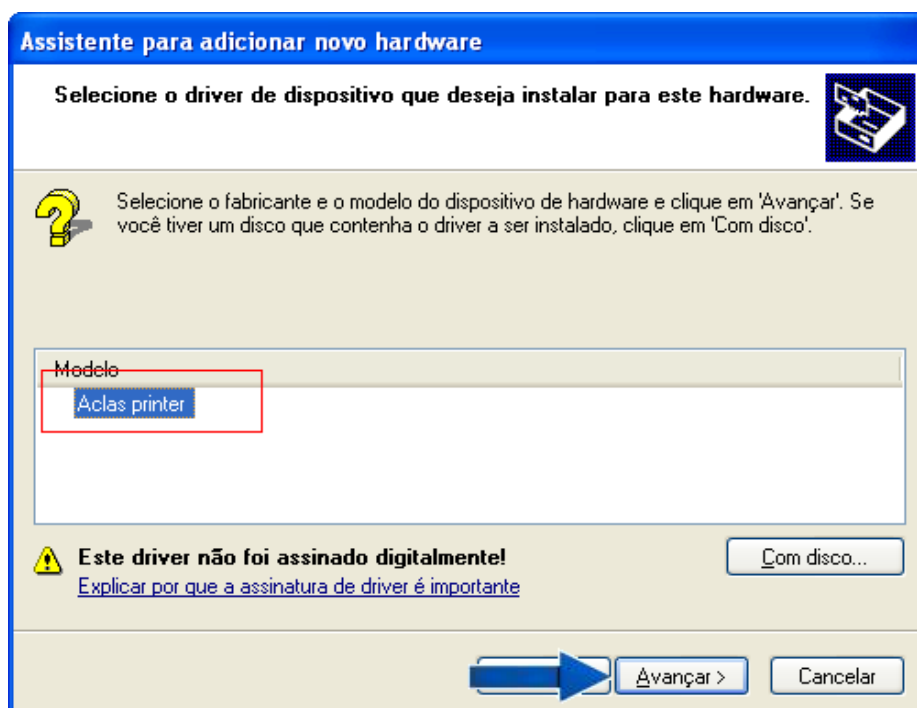 Assistente para adicionar novo hardware
Selecione o driver de dispositivo que deseja instalar para este hardware.
Selecione o fabricante e o modelo do dispositivo de hardware e clique em 'Avançar'. Se
você tiver um disco que contenha o driver a ser instalado, clique em 'Com disco'.
Modelo
Aclas printer
Este driver não foi assinado digitalmente!
Com disco...
Explicar por que a assinatura de driver é importante
Avançar >
Cancelar